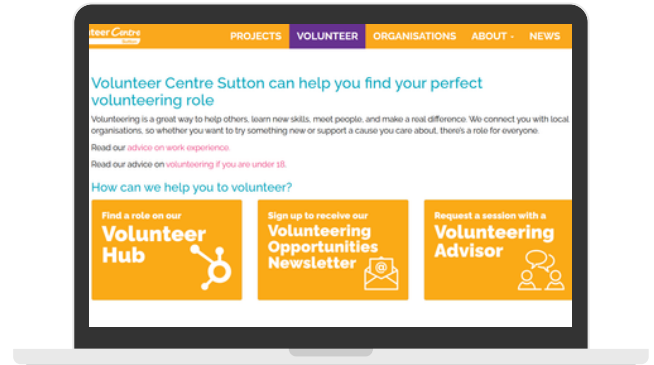 Centre
PROJECTS VOLUNTEER ORGANISATIONS ABOUT NEWS
Volunteer Centre Sutton can help you find your perfect
volunteering role
Volunteering is a great way to help others, learn new skills, meet people, and make a real difference. We connect you with local
organisations, so whether you want to try something new or support a cause you care about, there's a role for everyone.
Read our advice on work experience.
Read our advice on volunteering if you are under 18.
How can we help you to volunteer?
Find a role on our
Volunteer
Hub
Sign up to receive our
Volunteering
Opportunities
Newsletter
@
Request a session with a
Volunteering
Advisor